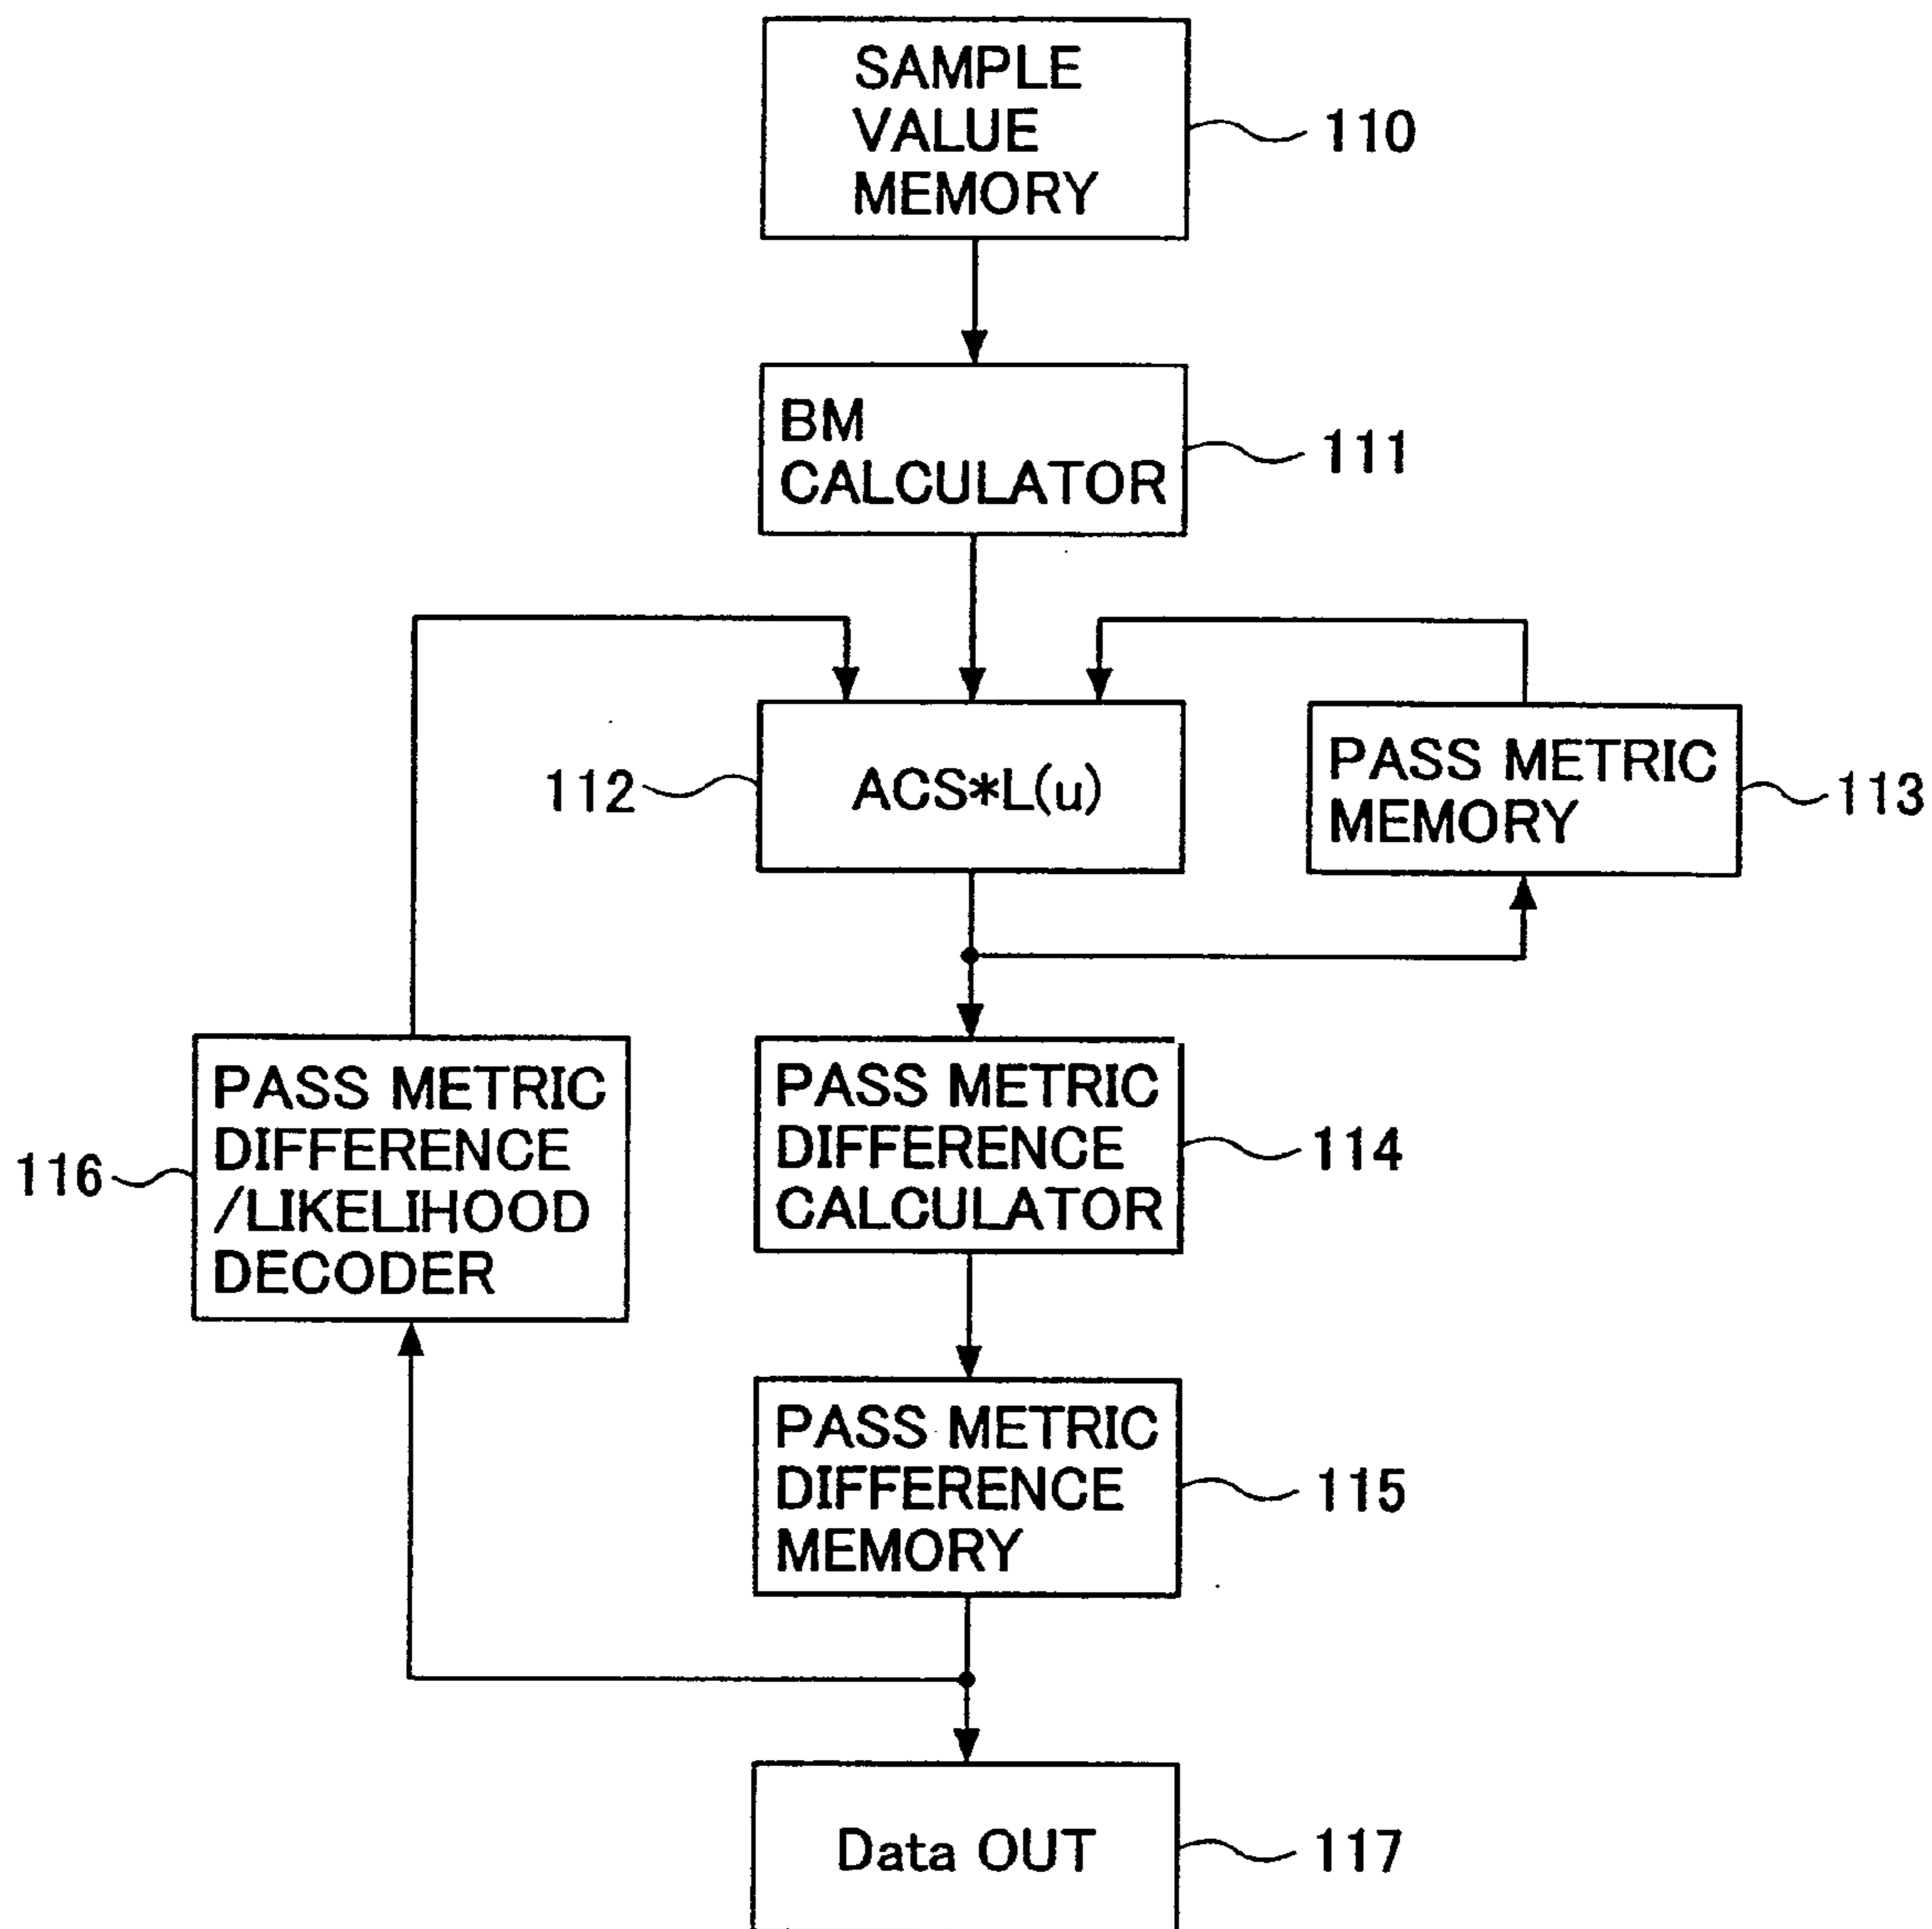 SAMPLE
VALUE
MEMORY
110
BM
CALCULATOR
111
112
ACS*L(u)
PASS METRIC
MEMORY
113
116
PASS METRIC
DIFFERENCE
/LIKELIHOOD
DECODER
PASS METRIC
DIFFERENCE
CALCULATOR
114
PASS METRIC
DIFFERENCE
MEMORY
115
Data OUT
117